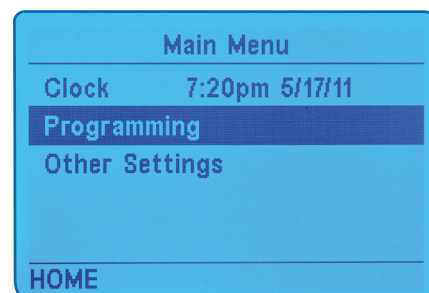 Main Menu
Clock 7:20pm 5/17/11
Programming
Other Settings
HOME